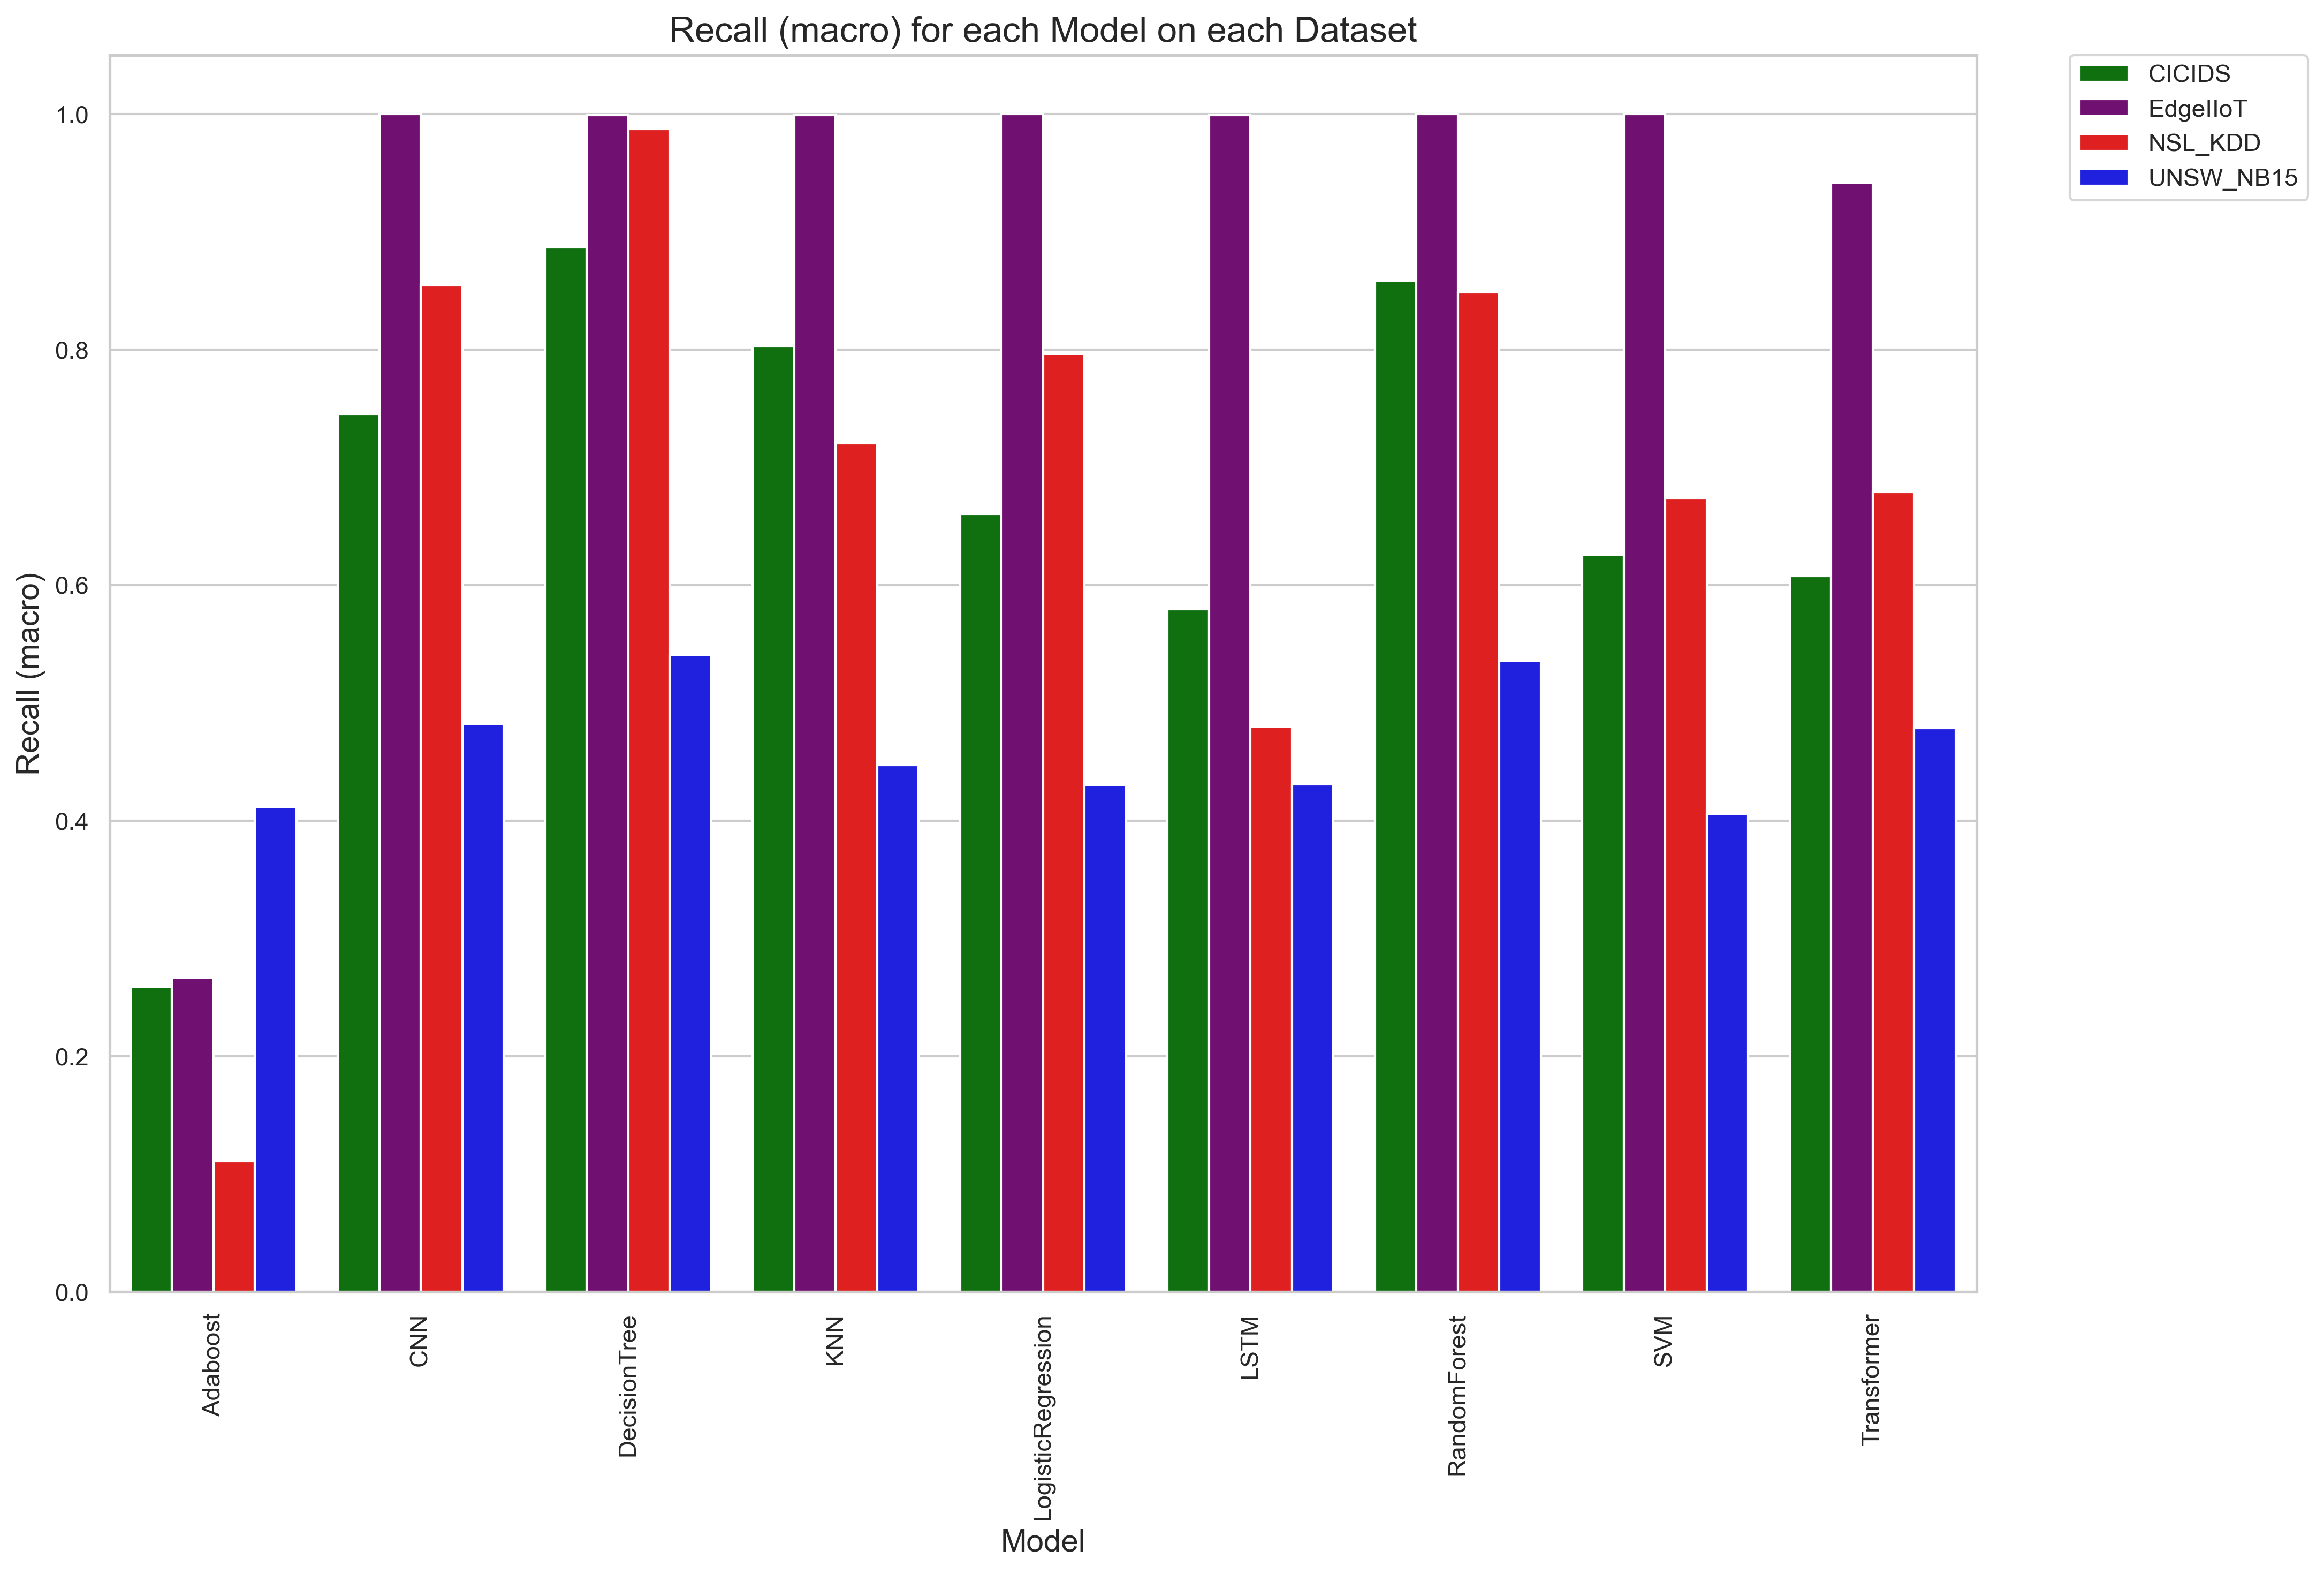 Recall (macro) for each Model on each Dataset
CICIDS
EdgeIIoT
NSL_KDD
UNSW_NB15
Recall (macro)
1.0
0.8
0.6
0.4
0.2
0.0
Adaboost
CNN
DecisionTree
KNN
LogisticRegression
LSTM
RandomForest
SVM
Transformer
Model